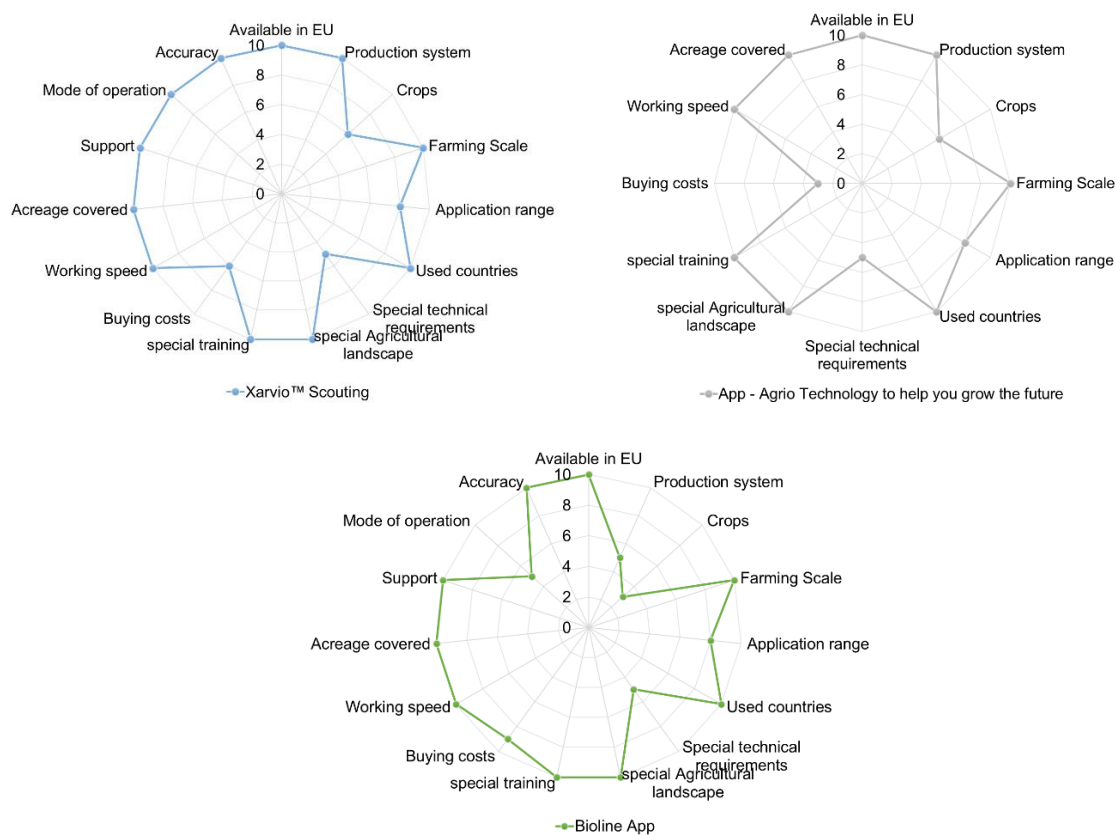 Available in EU
10
Accuracy
Production system
Mode of operation
8
Crops
6
Support
4
Farming Scale
2
0
Acreage covered
Application range
Working speed
Used countries
Buying costs
Special technical
requirements
special training
special Agricultural
landscape
Xarvio™ Scouting
Available in EU
10
Acreage covered
Production system
8
Working speed
6
Crops
4
2
Buying costs
0
Farming Scale
special training
Application range
special Agricultural
landscape
Used countries
Special technical
requirements
App - Agrio Technology to help you grow the future
Available in EU
10
Accuracy
Production system
8
Mode of operation
Crops
6
4
Support
Farming Scale
2
0
Acreage covered
Application range
Working speed
Used countries
Buying costs
Special technical
requirements
special training
special Agricultural
landscape
Bioline App